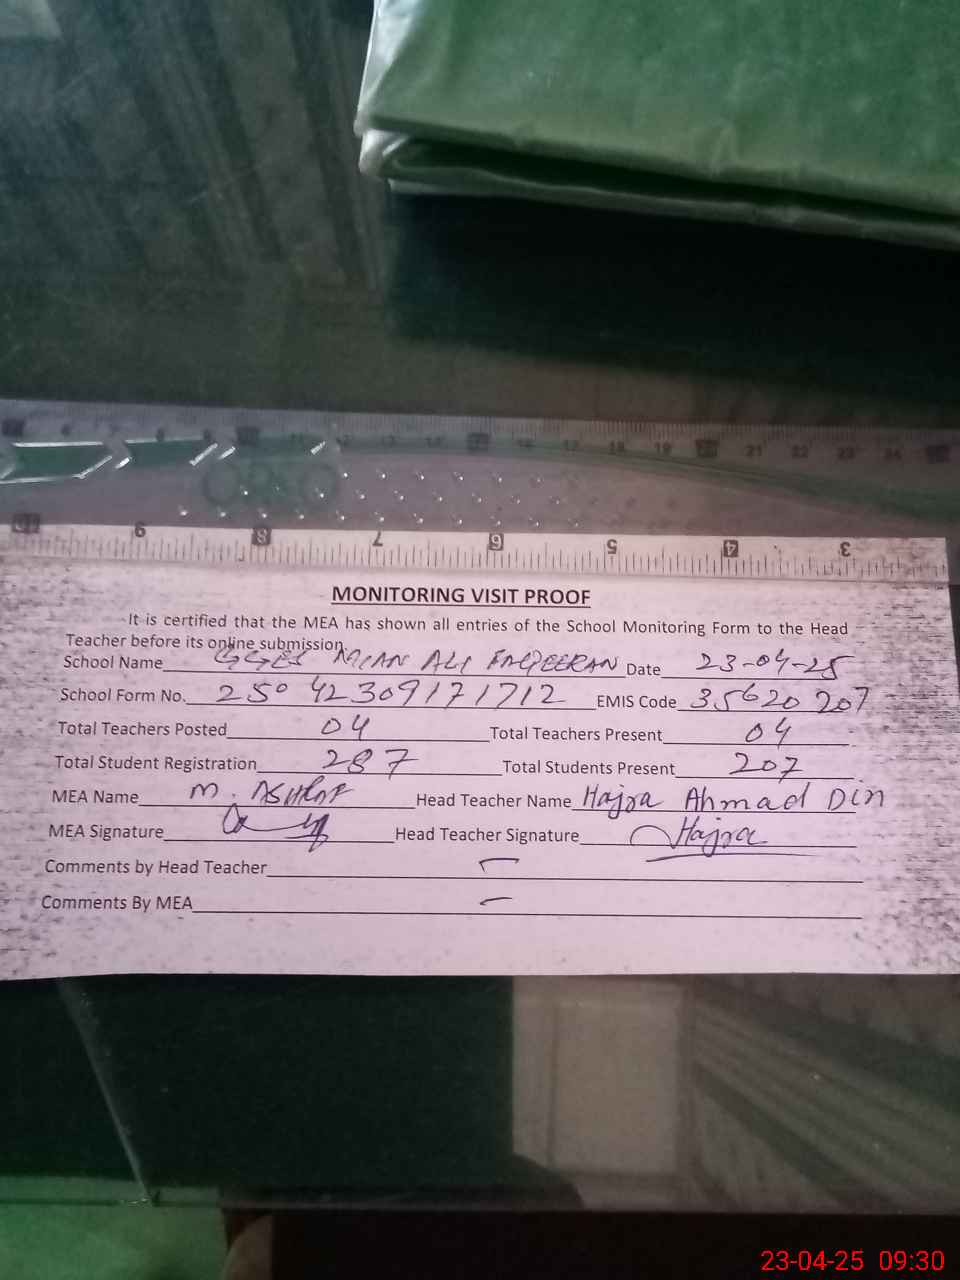 MONITORING VISIT PROOF
It is certified that the MEA has shown all entries of the School Monitoring Form to the Head
Teacher before its online submission.
School Name GGES MIAN ALI FAQEERAN Date 23-04-25
School Form No. 250 42309171712 EMIS Code 35620207
Total Teachers Posted 04 Total Teachers Present 04
Total Student Registration 287 Total Students Present 207
MEA Name M. ASHRAF Head Teacher Name Hajra Ahmad Din
MEA Signature Head Teacher Signature Hajra
Comments by Head Teacher
Comments By MEA
23-04-25 09:30